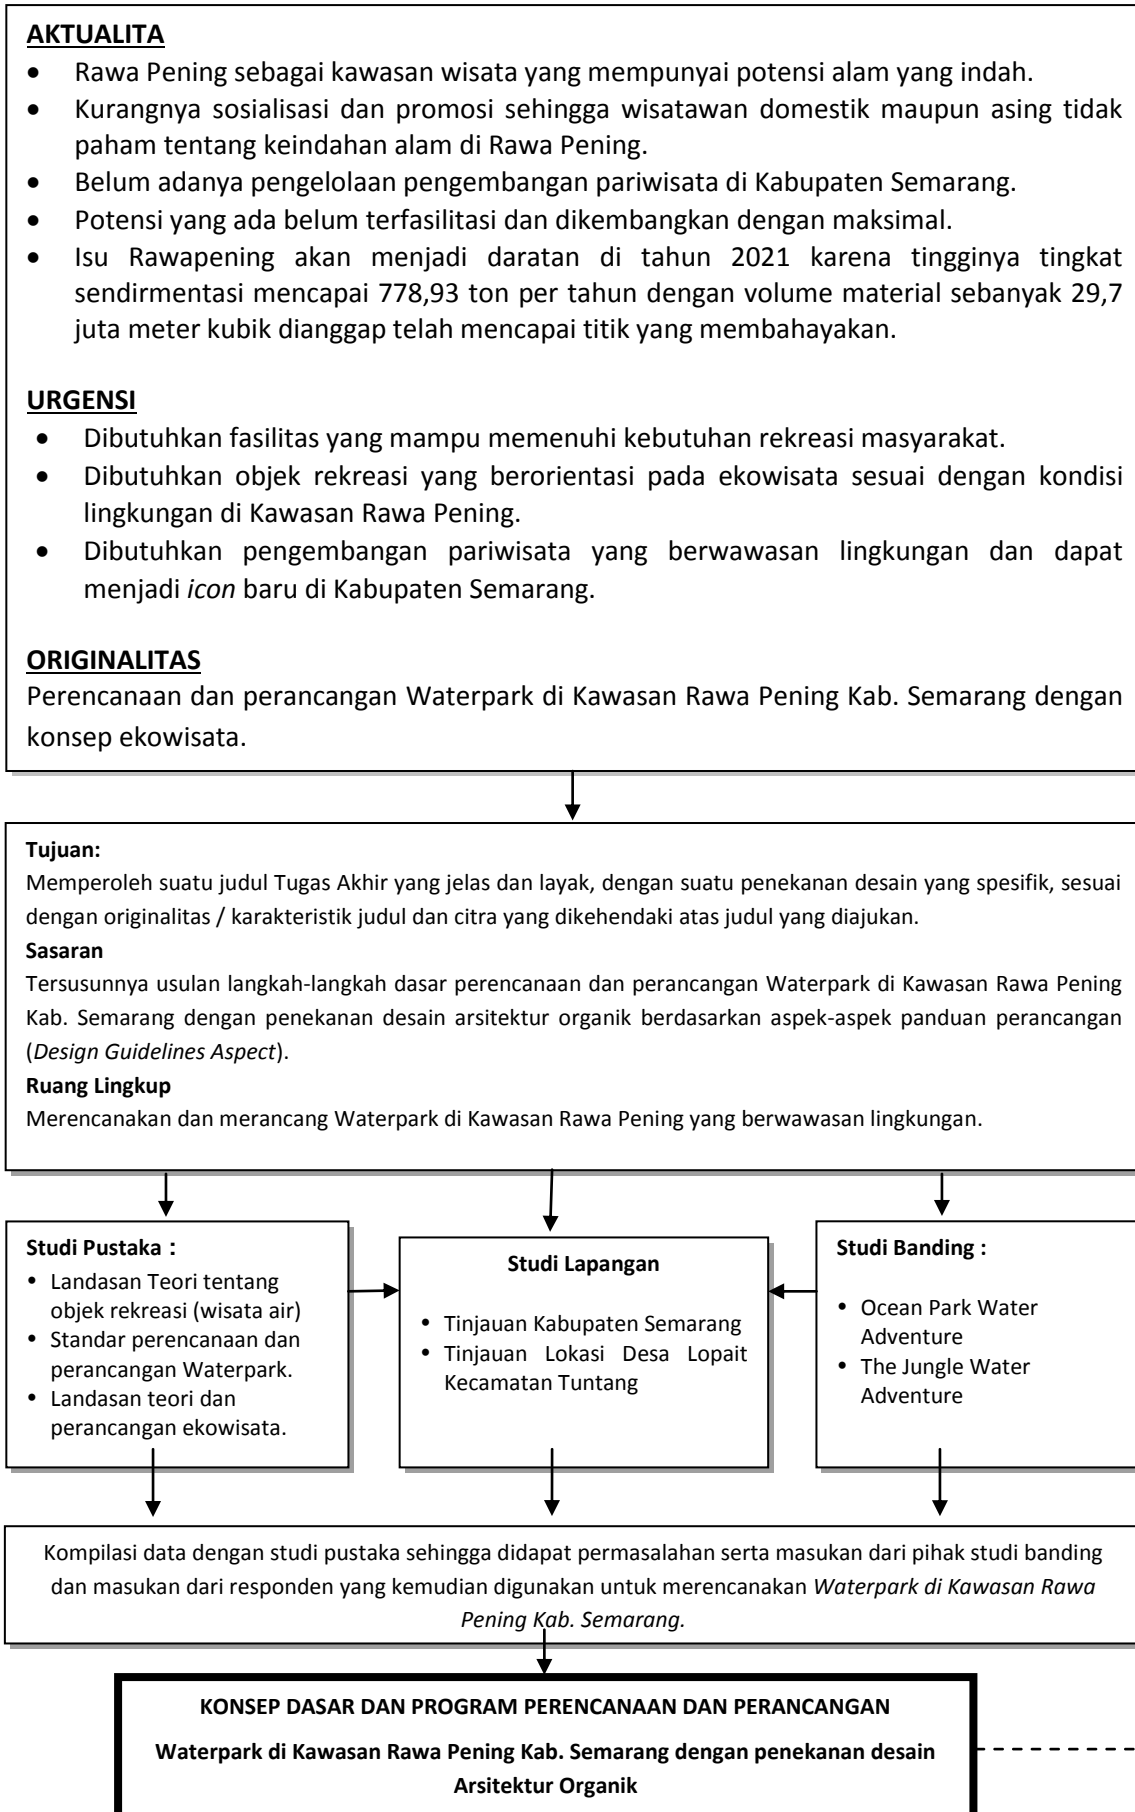 AKTUALITA
• Rawa Pening sebagai kawasan wisata yang mempunyai potensi alam yang indah.
• Kurangnya sosialisasi dan promosi sehingga wisatawan domestik maupun asing tidak
paham tentang keindahan alam di Rawa Pening.
• Belum adanya pengelolaan pengembangan pariwisata di Kabupaten Semarang.
• Potensi yang ada belum terfasilitasi dan dikembangkan dengan maksimal.
• Isu Rawapening akan menjadi daratan di tahun 2021 karena tingginya tingkat
sendirmentasi mencapai 778,93 ton per tahun dengan volume material sebanyak 29,7
juta meter kubik dianggap telah mencapai titik yang membahayakan.
URGENSI
• Dibutuhkan fasilitas yang mampu memenuhi kebutuhan rekreasi masyarakat.
• Dibutuhkan objek rekreasi yang berorientasi pada ekowisata sesuai dengan kondisi
lingkungan di Kawasan Rawa Pening.
• Dibutuhkan pengembangan pariwisata yang berwawasan lingkungan dan dapat
menjadi icon baru di Kabupaten Semarang.
ORIGINALITAS
Perencanaan dan perancangan Waterpark di Kawasan Rawa Pening Kab. Semarang dengan
konsep ekowisata.
Tujuan:
Memperoleh suatu judul Tugas Akhir yang jelas dan layak, dengan suatu penekanan desain yang spesifik, sesuai
dengan originalitas / karakteristik judul dan citra yang dikehendaki atas judul yang diajukan.
Sasaran
Tersusunnya usulan langkah-langkah dasar perencanaan dan perancangan Waterpark di Kawasan Rawa Pening
Kab. Semarang dengan penekanan desain arsitektur organik berdasarkan aspek-aspek panduan perancangan
(Design Guidelines Aspect).
Ruang Lingkup
Merencanakan dan merancang Waterpark di Kawasan Rawa Pening yang berwawasan lingkungan.
Studi Pustaka :
• Landasan Teori tentang
objek rekreasi (wisata air)
• Standar perencanaan dan
perancangan Waterpark.
• Landasan teori dan
perancangan ekowisata.
Studi Lapangan
• Tinjauan Kabupaten Semarang
• Tinjauan Lokasi Desa Lopait
Kecamatan Tuntang
Studi Banding :
• Ocean Park Water
Adventure
• The Jungle Water
Adventure
Kompilasi data dengan studi pustaka sehingga didapat permasalahan serta masukan dari pihak studi banding
dan masukan dari responden yang kemudian digunakan untuk merencanakan Waterpark di Kawasan Rawa
Pening Kab. Semarang.
KONSEP DASAR DAN PROGRAM PERENCANAAN DAN PERANCANGAN
Waterpark di Kawasan Rawa Pening Kab. Semarang dengan penekanan desain
Arsitektur Organik